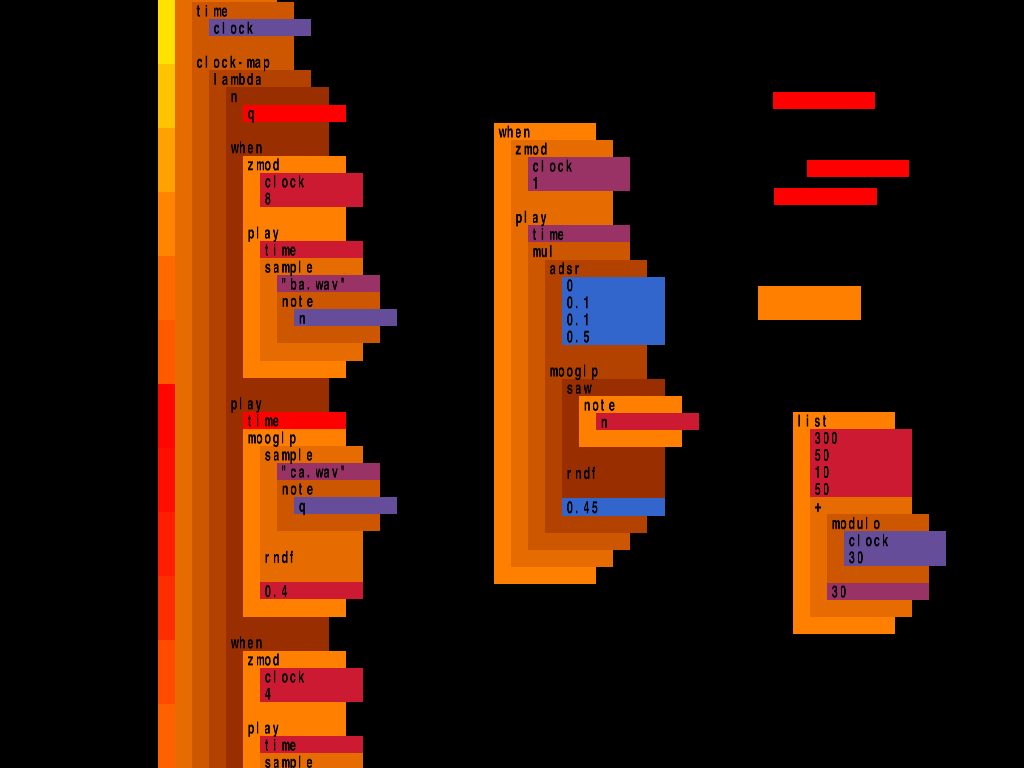 time
clock
clock-map
lambda
n
q
when
zmod
clock
8
play
time
sample
"ba.wav"
note
n
play
time
mooglp
sample
"ca.wav"
note
q
rndf
0.4
when
zmod
clock
4
play
time
sample
when
zmod
clock
1
play
time
mul
adsr
0
0.1
0.1
0.5
mooglp
saw
note
n
rndf
0.45
list
300
50
10
50
+
modulo
clock
30
30